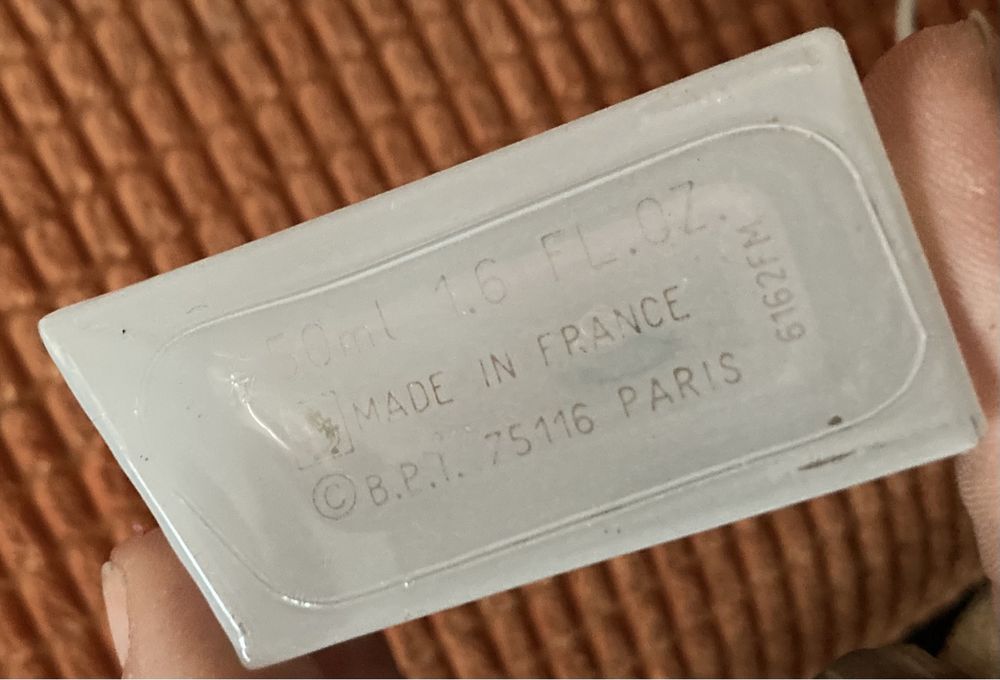 50ml 1.6 FL.OZ.
MADE IN FRANCE
© B.P.I. 75116 PARIS
6162FM